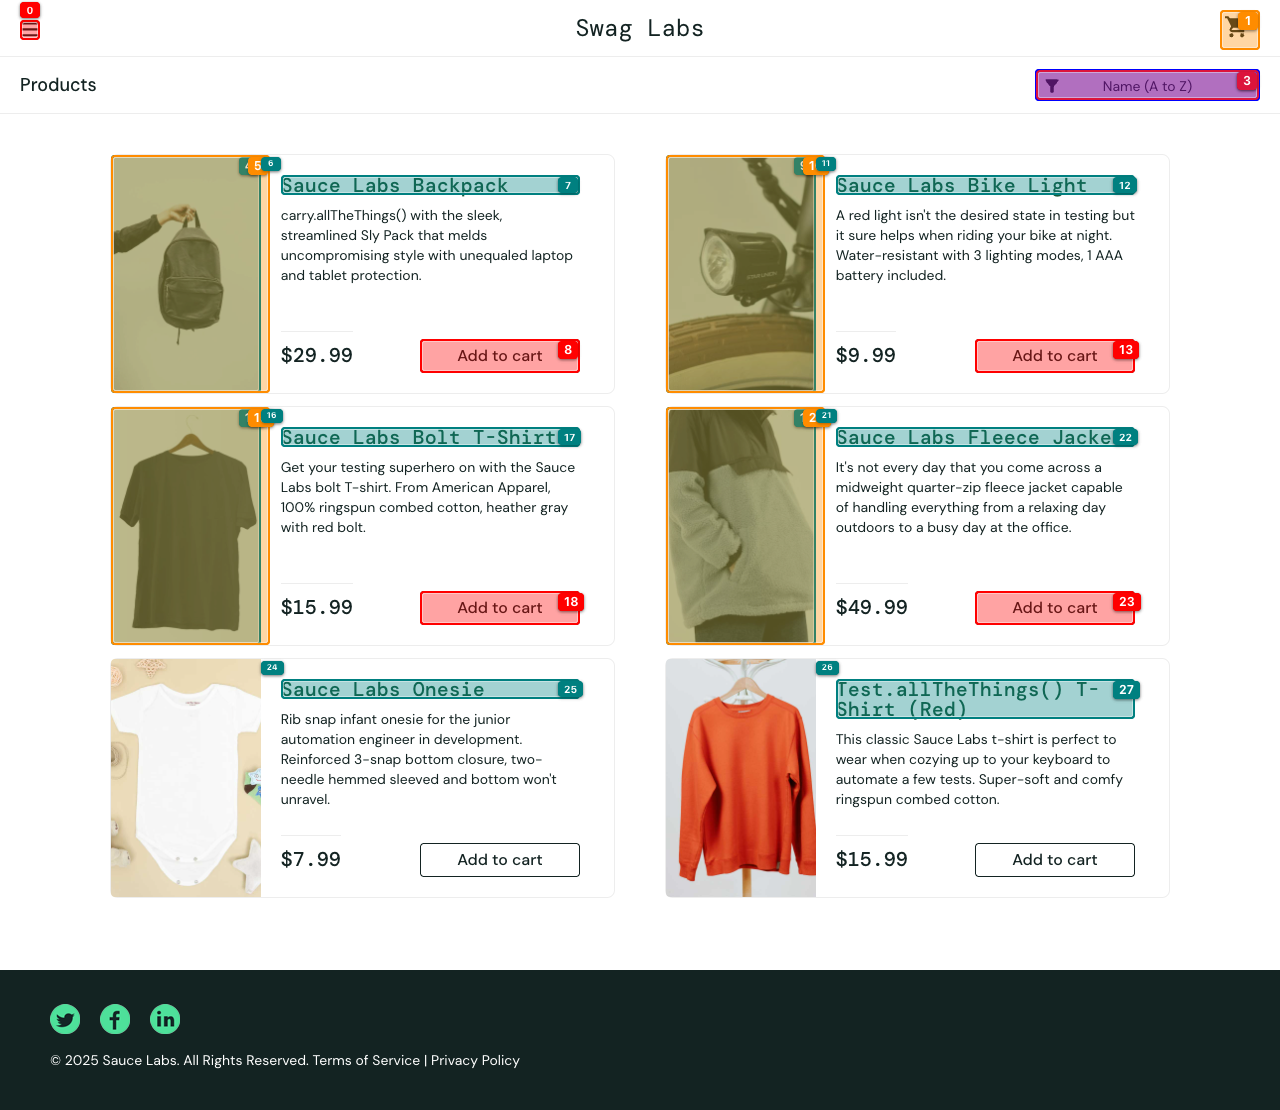 0
Swag Labs
1
Products
Name (A to Z)
3
5
6
Sauce Labs Backpack
7
carry.allTheThings() with the sleek,
streamlined Sly Pack that melds
uncompromising style with unequaled laptop
and tablet protection.
$29.99
Add to cart
8
11
Sauce Labs Bike Light
12
A red light isn't the desired state in testing but
it sure helps when riding your bike at night.
Water-resistant with 3 lighting modes, 1 AAA
battery included.
$9.99
Add to cart
13
16
Sauce Labs Bolt T-Shirt
17
Get your testing superhero on with the Sauce
Labs bolt T-shirt. From American Apparel,
100% ringspun combed cotton, heather gray
with red bolt.
$15.99
Add to cart
18
21
Sauce Labs Fleece Jacke
22
It's not every day that you come across a
midweight quarter-zip fleece jacket capable
of handling everything from a relaxing day
outdoors to a busy day at the office.
$49.99
Add to cart
23
24
Sauce Labs Onesie
25
Rib snap infant onesie for the junior
automation engineer in development.
Reinforced 3-snap bottom closure, two-
needle hemmed sleeved and bottom won't
unravel.
$7.99
Add to cart
26
Test.allTheThings() T-
Shirt (Red)
27
This classic Sauce Labs t-shirt is perfect to
wear when cozying up to your keyboard to
automate a few tests. Super-soft and comfy
ringspun combed cotton.
$15.99
Add to cart
© 2025 Sauce Labs. All Rights Reserved. Terms of Service | Privacy Policy